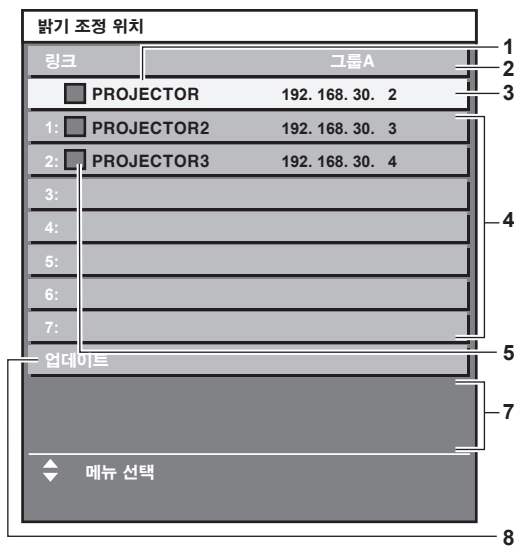 밝기 조정 위치
링크 그룹A
PROJECTOR 192. 168. 30. 2
1: PROJECTOR2 192. 168. 30. 3
2: PROJECTOR3 192. 168. 30. 4
3:
4:
5:
6:
7:
업데이트
메뉴 선택
1
2
3
4
5
7
8